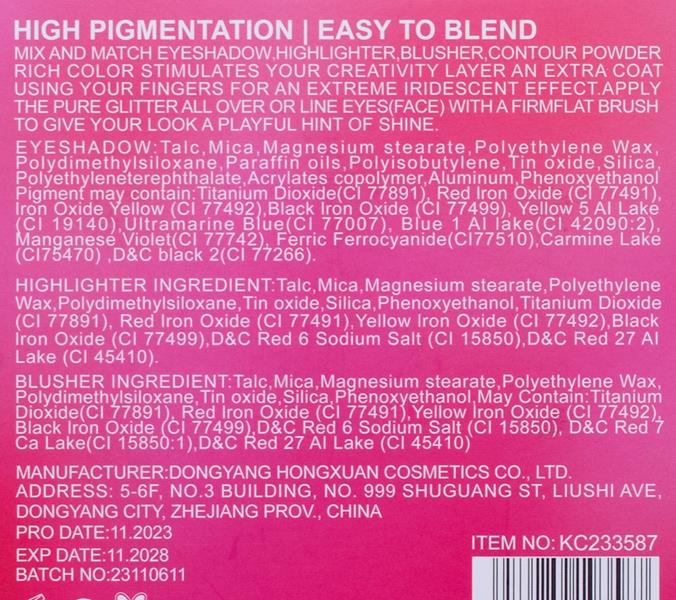 HIGH PIGMENTATION | EASY TO BLEND
MIX AND MATCH EYESHADOW,HIGHLIGHTER,BLUSHER,CONTOUR POWDER
RICH COLOR STIMULATES YOUR CREATIVITY LAYER AN EXTRA COAT
USING YOUR FINGERS FOR AN EXTREME IRIDESCENT EFFECT.APPLY
THE PURE GLITTER ALL OVER OR LINE EYES(FACE) WITH A FIRMFLAT BRUSH
TO GIVE YOUR LOOK A PLAYFUL HINT OF SHINE.
EYESHADOW:Talc,Mica,Magnesium stearate,Polyethylene Wax,
Polydimethylsiloxane,Paraffin oils,Polyisobutylene,Tin oxide,Silica,
Polyethyleneterephthalate,Acrylates copolymer,Aluminum,Phenoxyethanol
Pigment may contain:Titanium Dioxide(CI 77891), Red Iron Oxide (CI 77491),
Iron Oxide Yellow (CI 77492),Black Iron Oxide (CI 77499), Yellow 5 Al Lake
(CI 19140),Ultramarine Blue(CI 77007), Blue 1 Al lake(CI 42090:2),
Manganese Violet(CI 77742), Ferric Ferrocyanide(CI77510),Carmine Lake
(CI75470) ,D&C black 2(CI 77266).
HIGHLIGHTER INGREDIENT:Talc,Mica,Magnesium stearate,Polyethylene
Wax,Polydimethylsiloxane,Tin oxide,Silica,Phenoxyethanol,Titanium Dioxide
(CI 77891), Red Iron Oxide (CI 77491),Yellow Iron Oxide (CI 77492),Black
Iron Oxide (CI 77499),D&C Red 6 Sodium Salt (CI 15850),D&C Red 27 Al
Lake (CI 45410).
BLUSHER INGREDIENT:Talc,Mica,Magnesium stearate,Polyethylene Wax,
Polydimethylsiloxane,Tin oxide,Silica,Phenoxyethanol,May Contain:Titanium
Dioxide(CI 77891), Red Iron Oxide (CI 77491),Yellow Iron Oxide (CI 77492),
Black Iron Oxide (CI 77499),D&C Red 6 Sodium Salt (CI 15850), D&C Red 7
Ca Lake(CI 15850:1),D&C Red 27 Al Lake (CI 45410)
MANUFACTURER:DONGYANG HONGXUAN COSMETICS CO., LTD.
ADDRESS: 5-6F, NO.3 BUILDING, NO. 999 SHUGUANG ST, LIUSHI AVE,
DONGYANG CITY, ZHEJIANG PROV., CHINA
PRO DATE:11.2023
EXP DATE:11.2028
BATCH NO:23110611
ITEM NO: KC233587